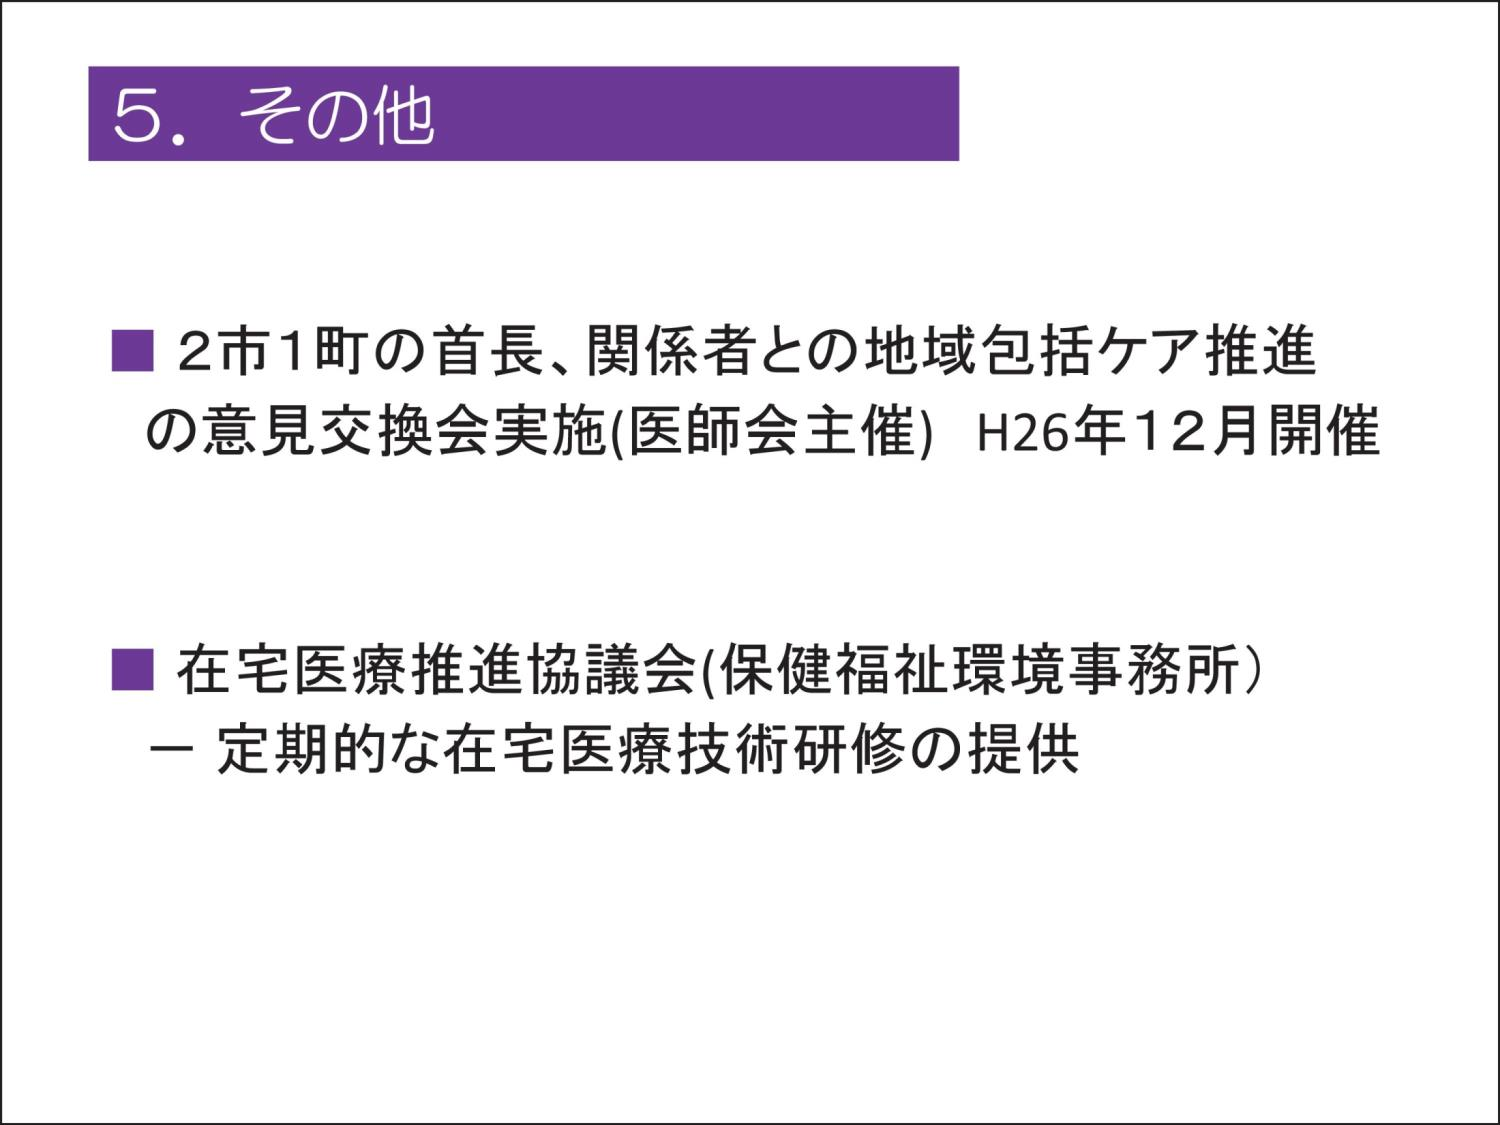 ５．その他
■ ２市１町の首長、関係者との地域包括ケア推進
の意見交換会実施(医師会主催)　H26年１２月開催
■ 在宅医療推進協議会(保健福祉環境事務所）
－ 定期的な在宅医療技術研修の提供